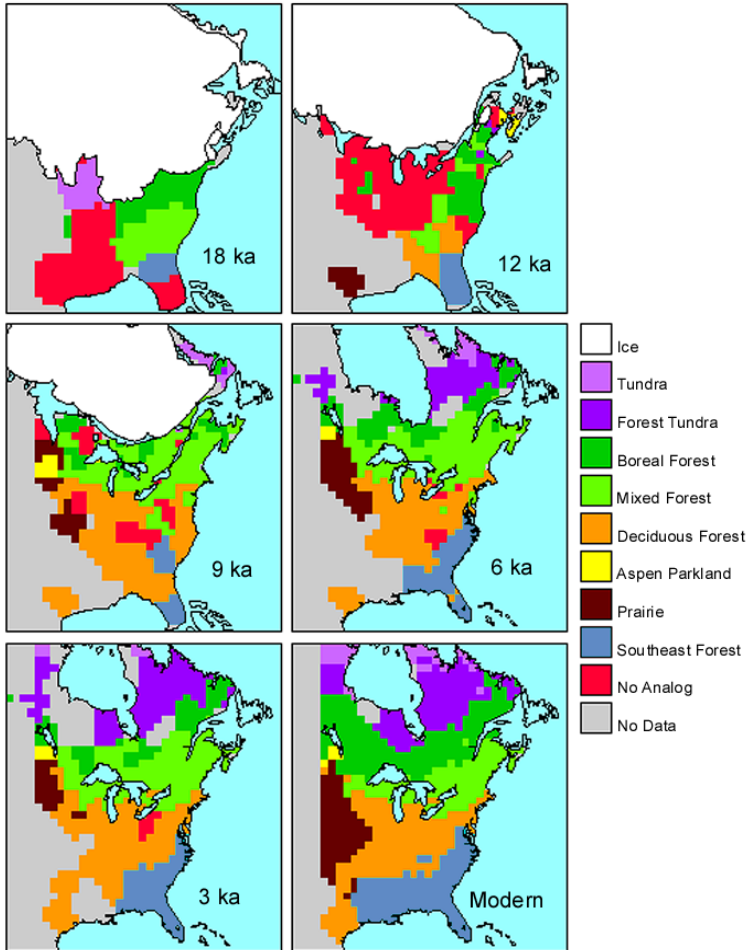 18 ka
12 ka
9 ka
6 ka
3 ka
Modern
Ice
Tundra
Forest Tundra
Boreal Forest
Mixed Forest
Deciduous Forest
Aspen Parkland
Prairie
Southeast Forest
No Analog
No Data